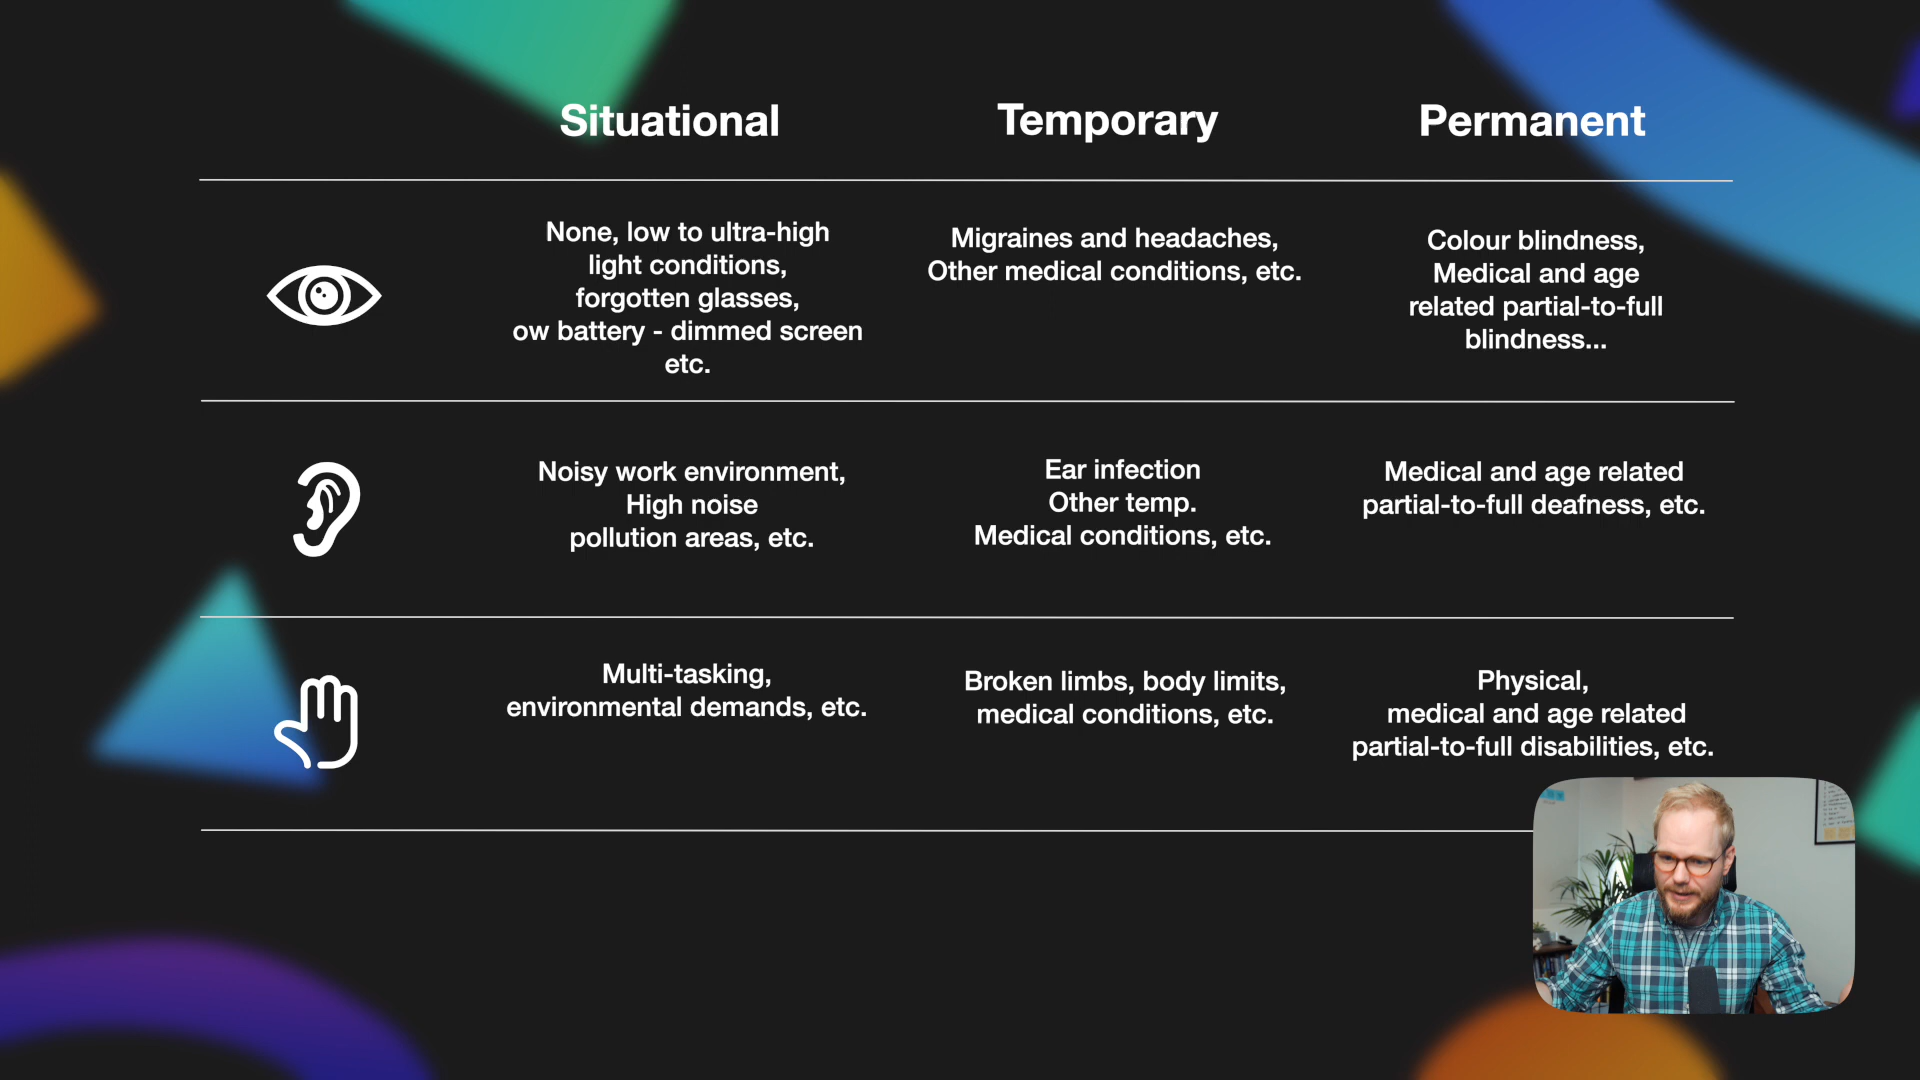 Situational
Temporary
Permanent
None, low to ultra-high
light conditions,
forgotten glasses,
ow battery - dimmed screen
etc.
Migraines and headaches,
Other medical conditions, etc.
Colour blindness,
Medical and age
related partial-to-full
blindness...
Noisy work environment,
High noise
pollution areas, etc.
Ear infection
Other temp.
Medical conditions, etc.
Medical and age related
partial-to-full deafness, etc.
Multi-tasking,
environmental demands, etc.
Broken limbs, body limits,
medical conditions, etc.
Physical,
medical and age related
partial-to-full disabilities, etc.